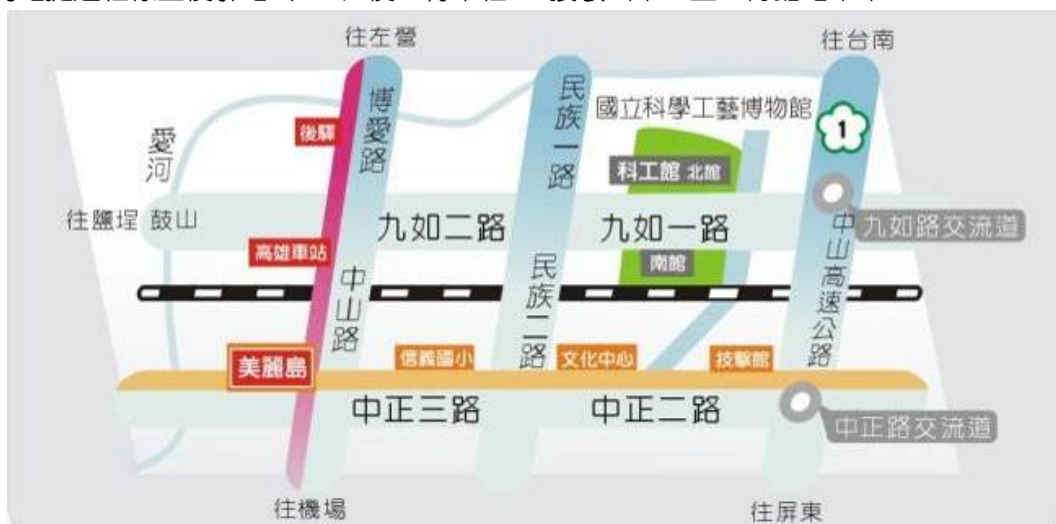 往左營
往台南
國立科學工藝博物館
1
博愛路
民族一路
後驛
愛河
科工館 北館
往鹽埕 鼓山
九如二路
九如一路
九如路交流道
高雄車站
南館
中山路
民族二路
中山高速公路
美麗島
信義國小
文化中心
技擊館
中正三路
中正二路
中正路交流道
往機場
往屏東